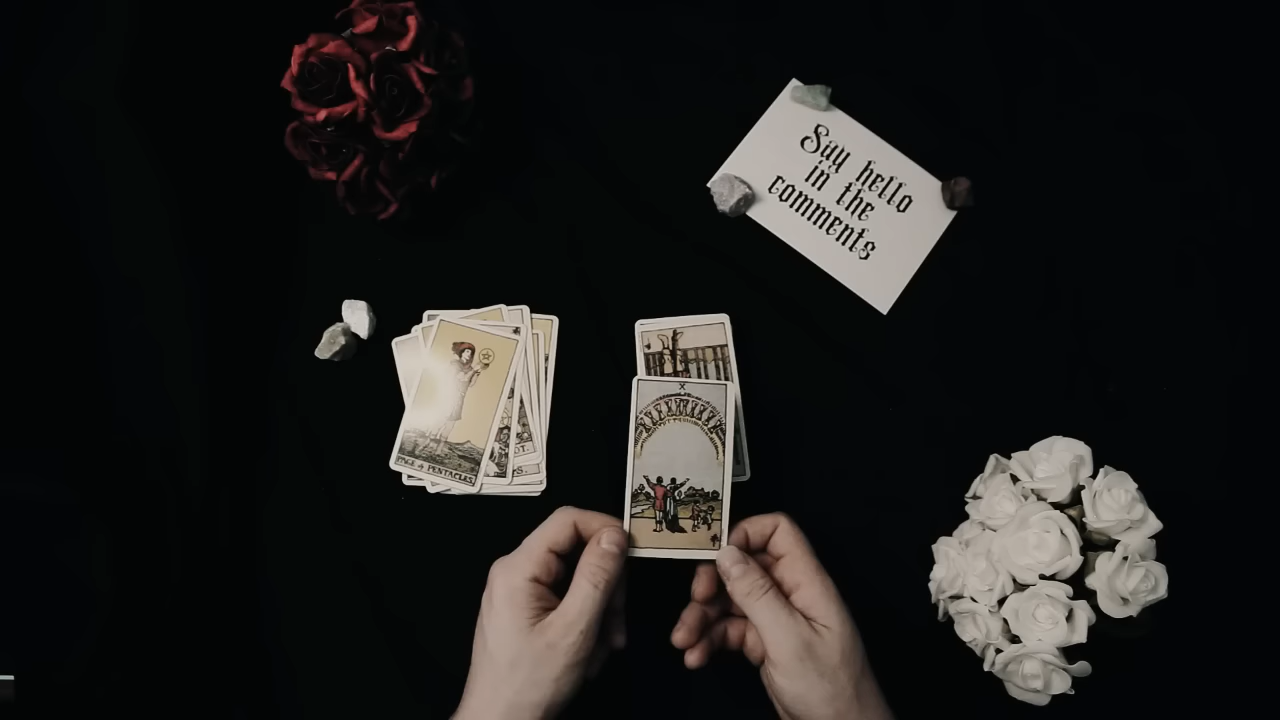 Say hello
in the
comments
X
PAGE of PENTACLES